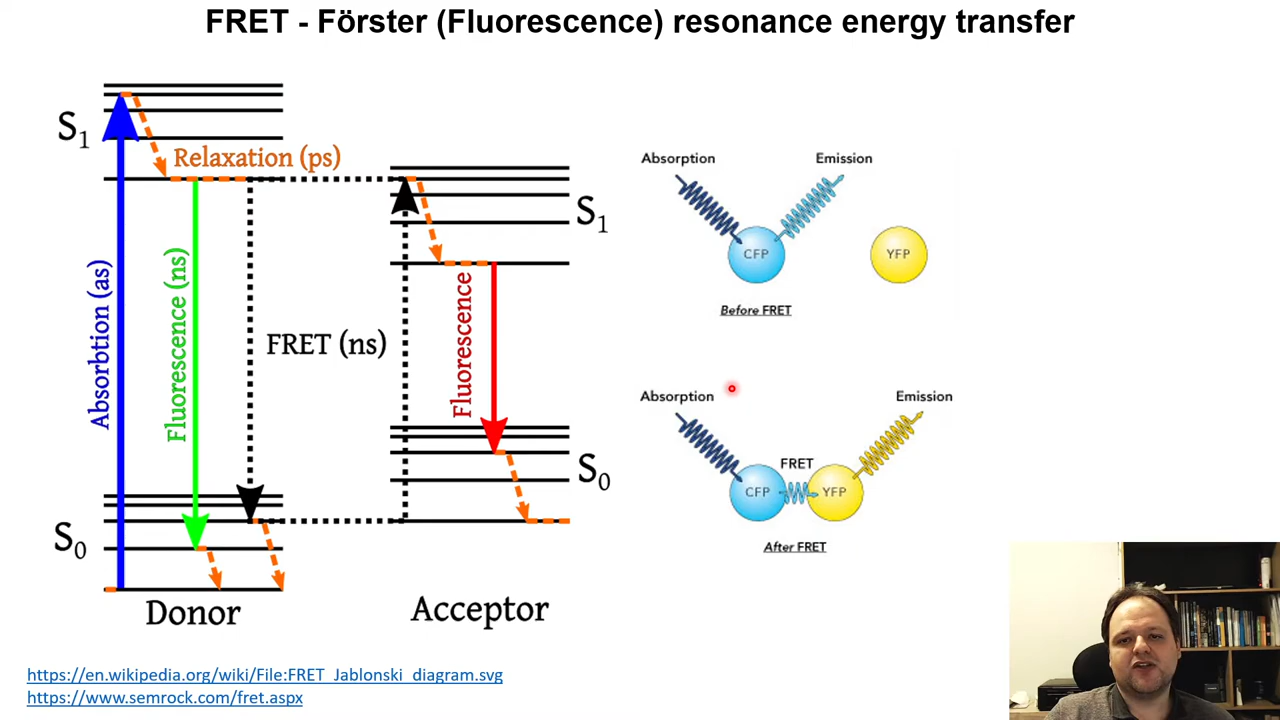 FRET - Förster (Fluorescence) resonance energy transfer
S1
Relaxation (ps)
Absorbtion (as)
Fluorescence (ns)
FRET (ns)
S0
Donor
S1
Fluorescence
S0
Acceptor
Absorption
Emission
CFP
YFP
Before FRET
Absorption
Emission
FRET
CFP
YFP
After FRET
https://en.wikipedia.org/wiki/File:FRET_Jablonski_diagram.svg
https://www.semrock.com/fret.aspx